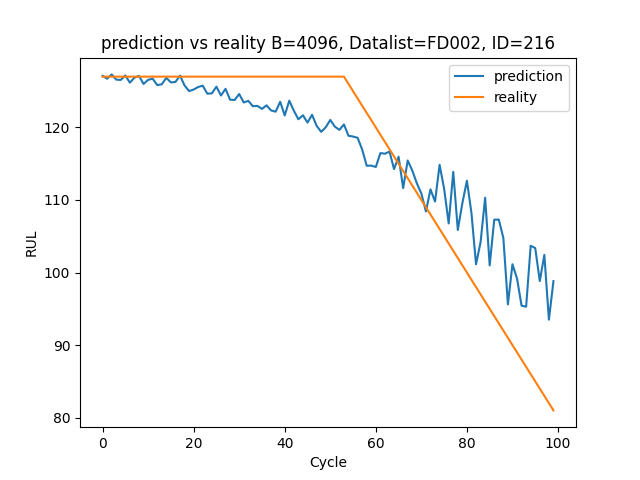 prediction vs reality B=4096, Datalist=FD002, ID=216
prediction
reality
RUL
120
110
100
90
80
0 20 40 60 80 100
Cycle